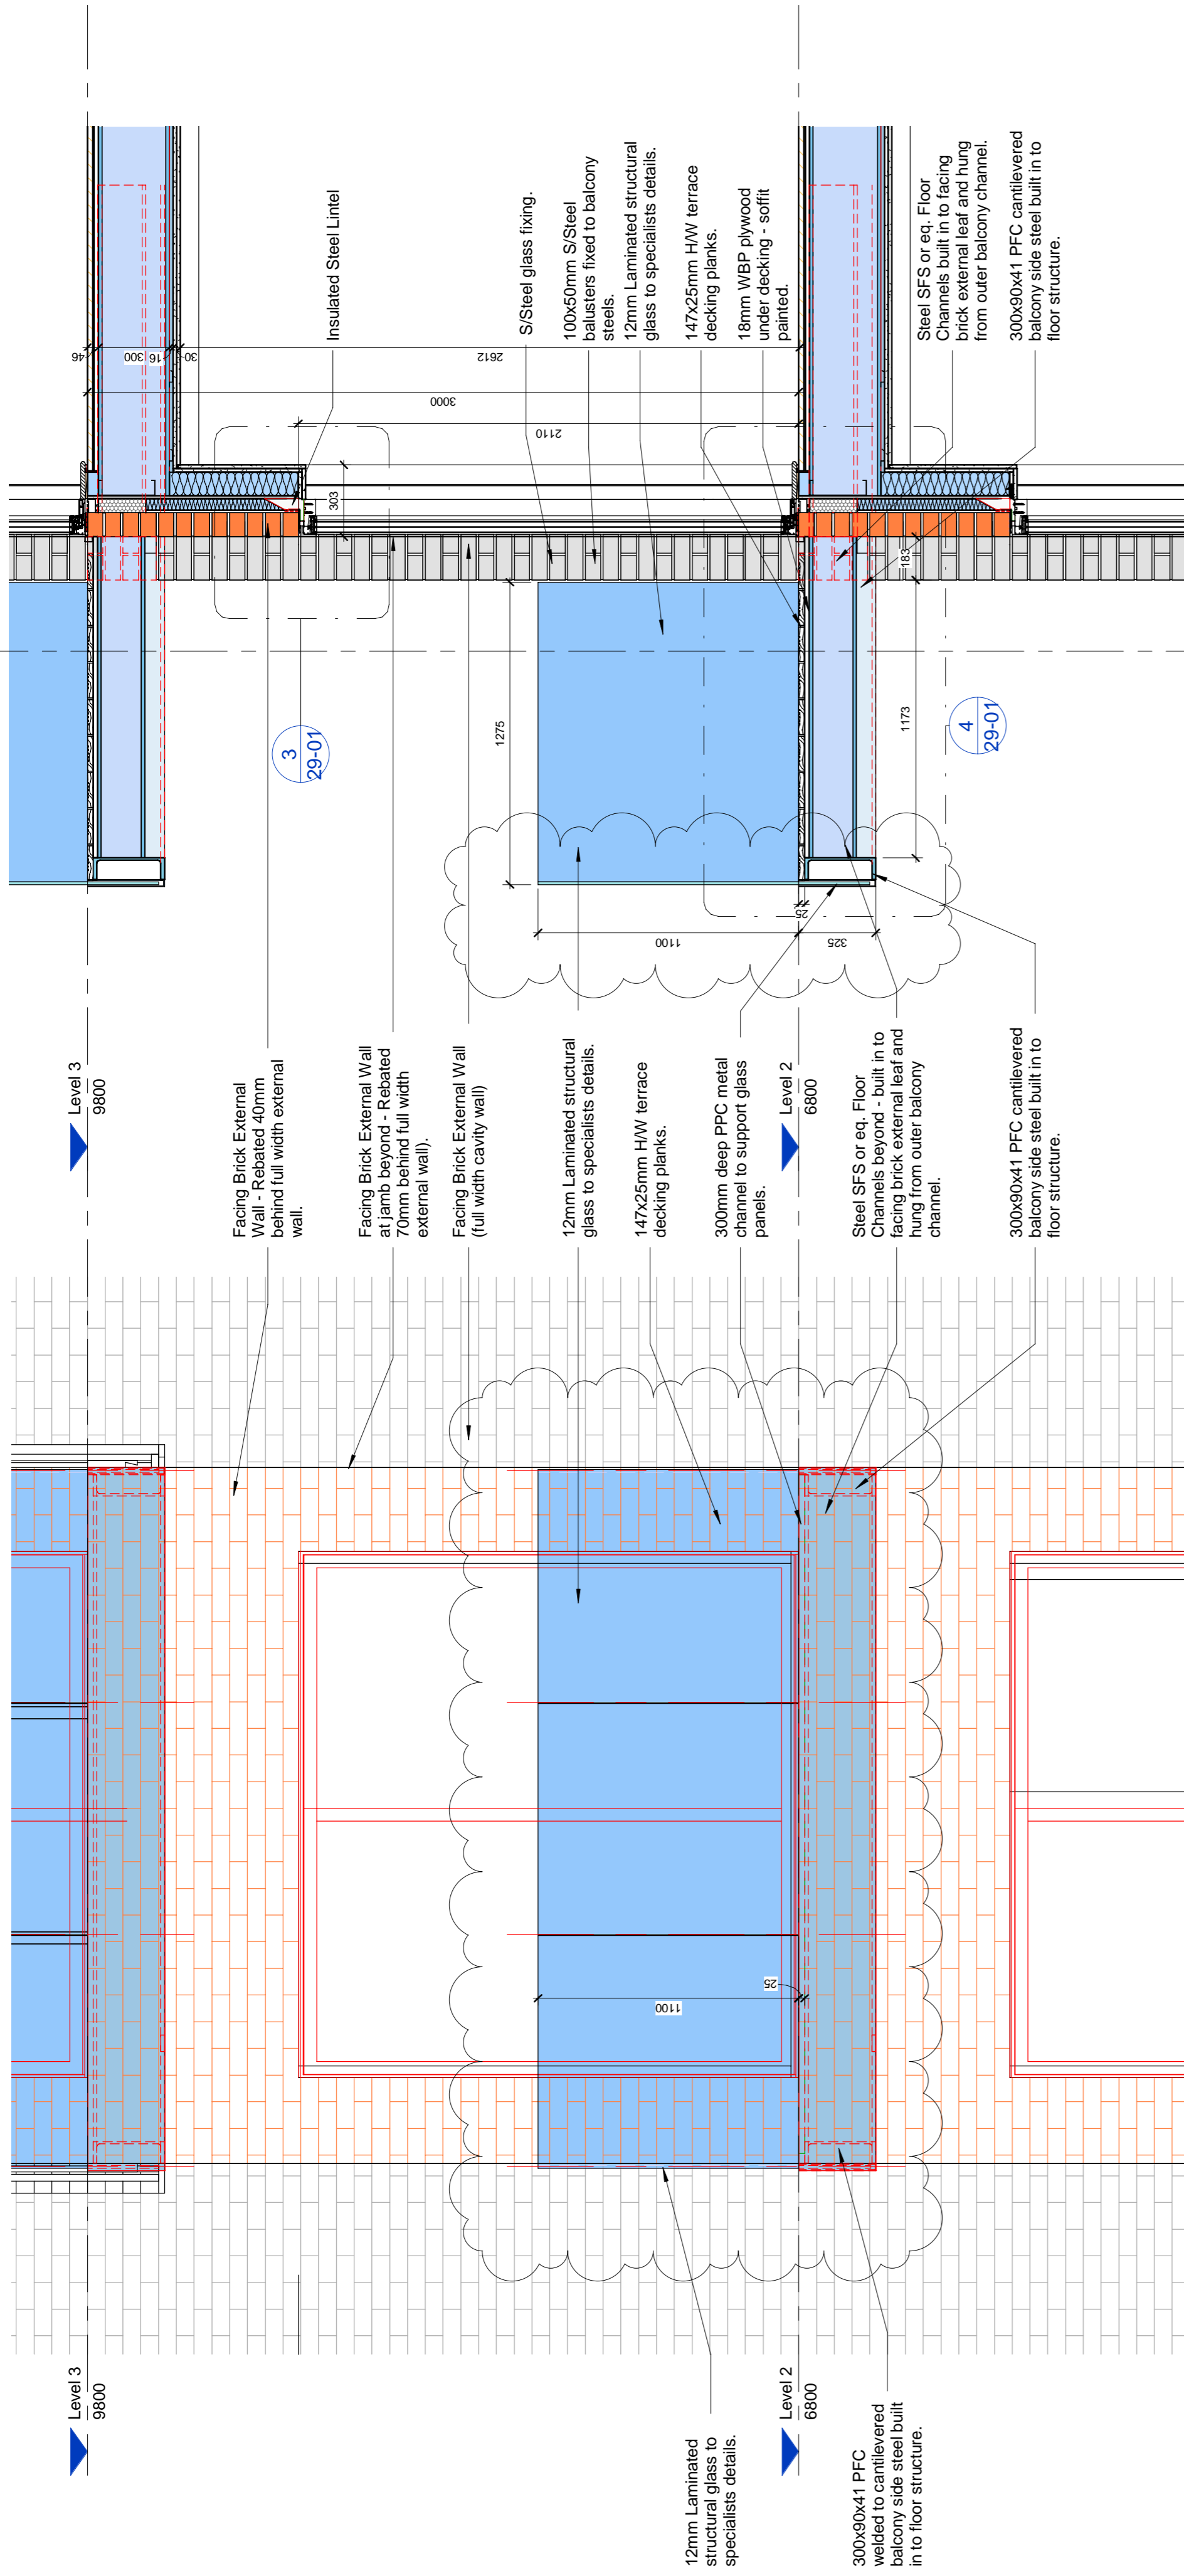 Level 3
9800
Level 2
6800
12mm Laminated
structural glass to
specialists details.
300x90x41 PFC
welded to cantilevered
balcony side steel built
in to floor structure.
1100
25
Level 3
9800
Facing Brick External
Wall - Rebated 40mm
behind full width external
wall.
Facing Brick External Wall
at jamb beyond - Rebated
70mm behind full width
external wall).
Facing Brick External Wall
(full width cavity wall)
12mm Laminated structural
glass to specialists details.
147x25mm H/W terrace
decking planks.
300mm deep PPC metal
channel to support glass
panels.
Level 2
6800
Steel SFS or eq. Floor
Channels beyond - built in to
facing brick external leaf and
hung from outer balcony
channel.
300x90x41 PFC cantilevered
balcony side steel built in to
floor structure.
3
29-01
4
29-01
1275
1100
25
325
1173
183
303
2110
3000
2612
46
300
16
30
Insulated Steel Lintel
S/Steel glass fixing.
100x50mm S/Steel
balusters fixed to balcony
steels.
12mm Laminated structural
glass to specialists details.
147x25mm H/W terrace
decking planks.
18mm WBP plywood
under decking - soffit
painted.
Steel SFS or eq. Floor
Channels built in to facing
brick external leaf and hung
from outer balcony channel.
300x90x41 PFC cantilevered
balcony side steel built in to
floor structure.